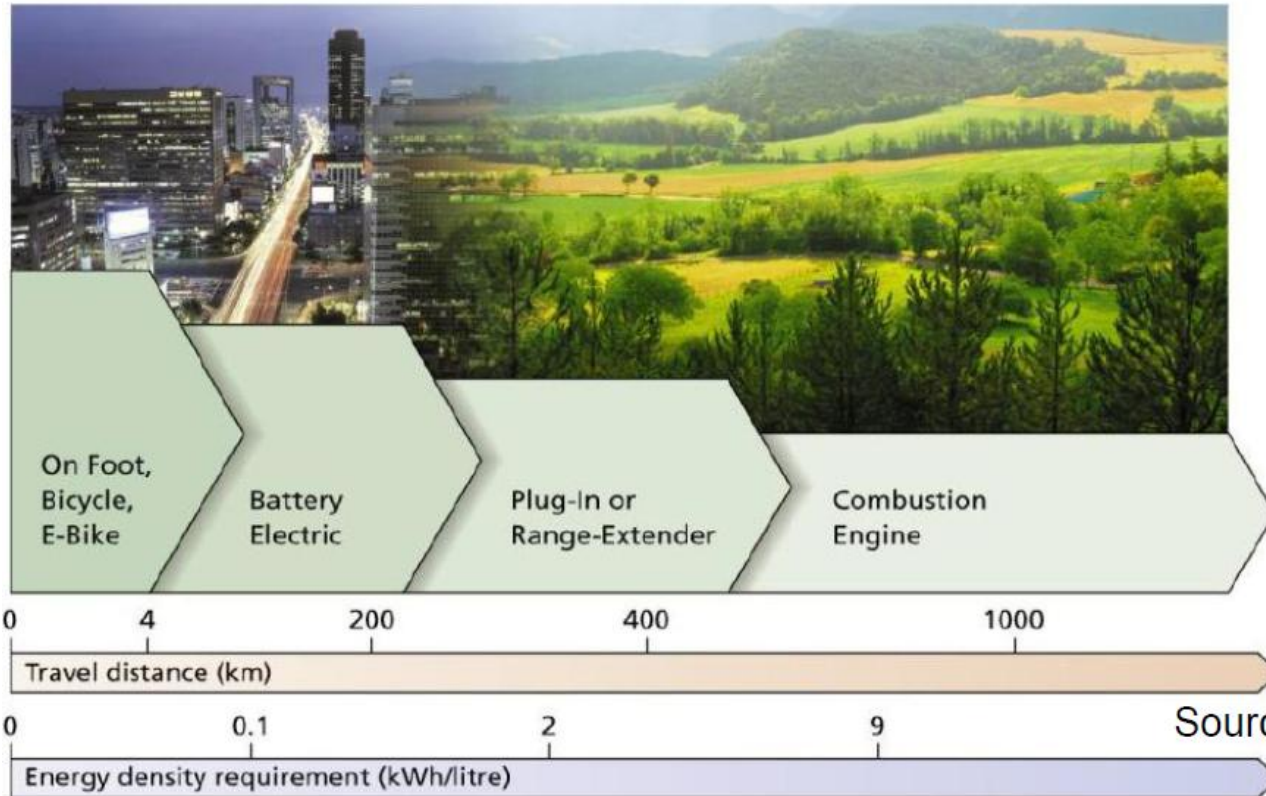 On Foot,
Bicycle,
E-Bike
Battery
Electric
Plug-In or
Range-Extender
Combustion
Engine
0 4 200 400 1000
Travel distance (km)
0 0.1 2 9
Energy density requirement (kWh/litre)